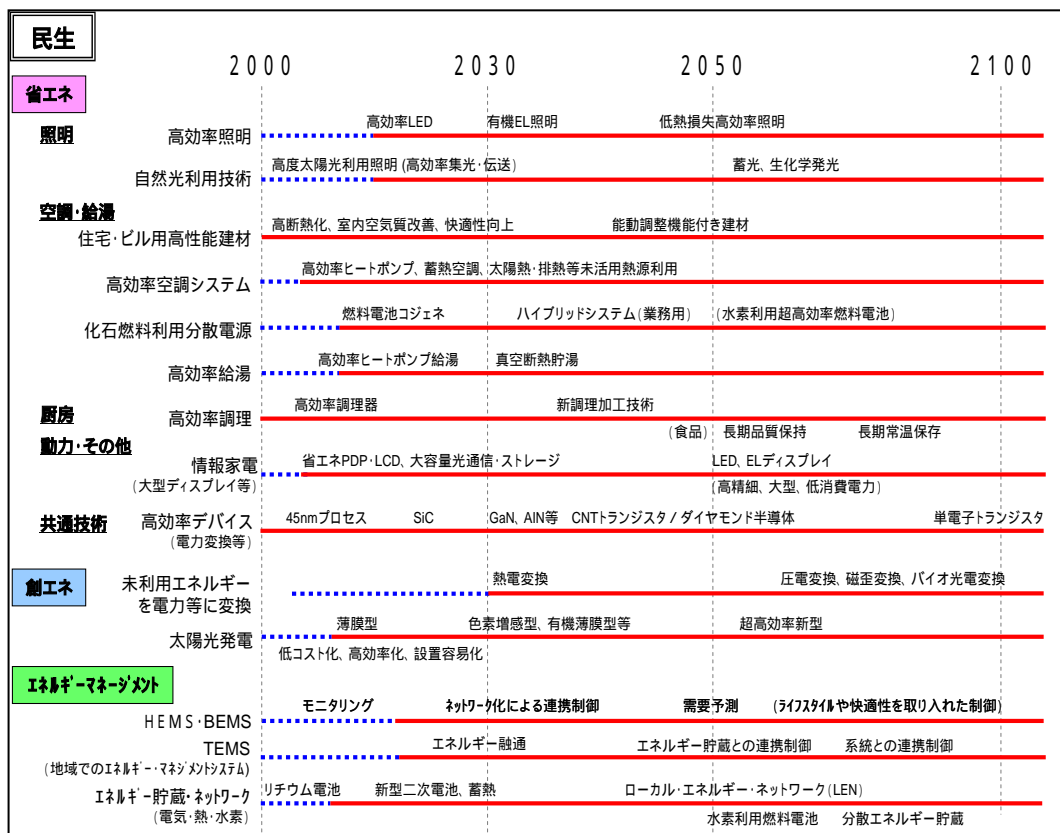 民生
2000 2030 2050 2100
省エネ
照明
高効率照明
高効率LED 有機EL照明 低熱損失高効率照明
自然光利用技術
高度太陽光利用照明(高効率集光・伝送) 蓄光、生化学発光
空調・給湯
住宅・ビル用高性能建材
高断熱化、室内空気質改善、快適性向上 能動調整機能付き建材
高効率空調システム
高効率ヒートポンプ、蓄熱空調、太陽熱・排熱等未活用熱源利用
化石燃料利用分散電源
燃料電池コジェネ ハイブリッドシステム(業務用) (水素利用超高効率燃料電池)
高効率給湯
高効率ヒートポンプ給湯 真空断熱貯湯
厨房
高効率調理
高効率調理器 新調理加工技術
(食品) 長期品質保持 長期常温保存
動力・その他
情報家電
(大型ディスプレイ等)
省エネPDP・LCD、大容量光通信・ストレージ LED、ELディスプレイ
(高精細、大型、低消費電力)
共通技術
高効率デバイス
(電力変換等)
45nmプロセス SiC GaN、AlN等 CNTトランジスタ/ダイヤモンド半導体 単電子トランジスタ
創エネ
未利用エネルギー
を電力等に変換
熱電変換 圧電変換、磁歪変換、バイオ光電変換
太陽光発電
薄膜型 色素増感型、有機薄膜型等 超高効率新型
低コスト化、高効率化、設置容易化
エネルギーマネージメント
HEMS・BEMS
モニタリング ネットワーク化による連携制御 需要予測 (ライフスタイルや快適性を取り入れた制御)
TEMS
(地域でのエネルギー・マネジメントシステム)
エネルギー融通 エネルギー貯蔵との連携制御 系統との連携制御
エネルギー貯蔵・ネットワーク
(電気・熱・水素)
リチウム電池 新型二次電池、蓄熱 ローカル・エネルギー・ネットワーク(LEN)
水素利用燃料電池 分散エネルギー貯蔵